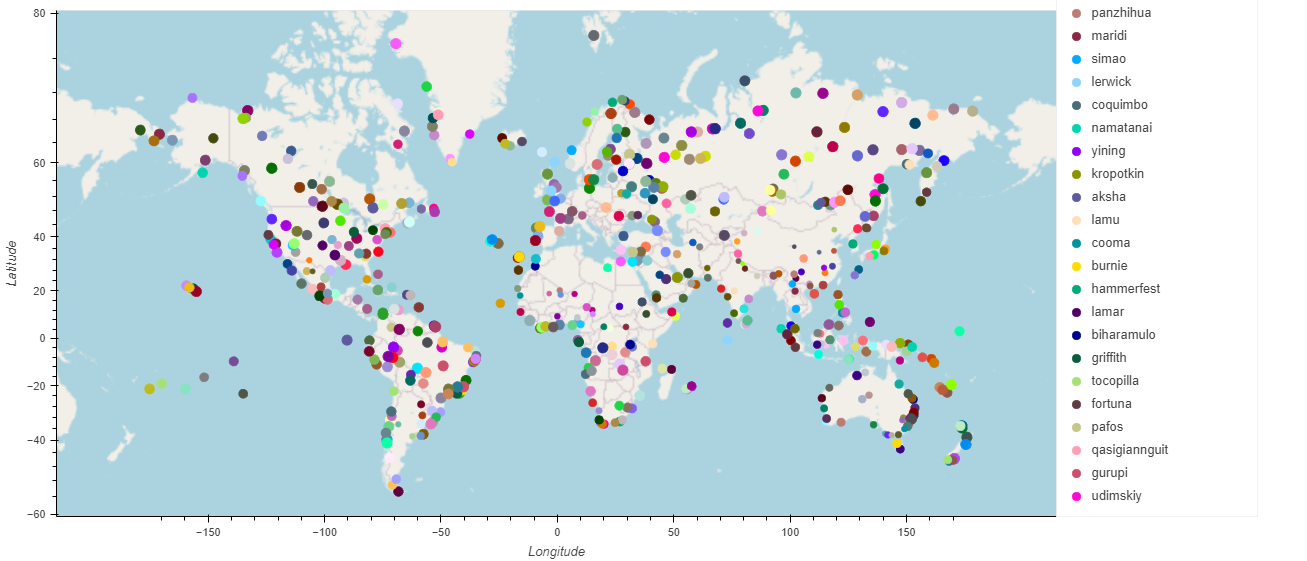 80
60
40
20
0
−20
−40
−60
Latitude
−150
−100
−50
0
50
100
150
Longitude
panzhihua
maridi
simao
lerwick
coquimbo
namatanai
yining
kropotkin
aksha
lamu
cooma
burnie
hammerfest
lamar
biharamulo
griffith
tocopilla
fortuna
pafos
qasigiannguit
gurupi
udimskiy